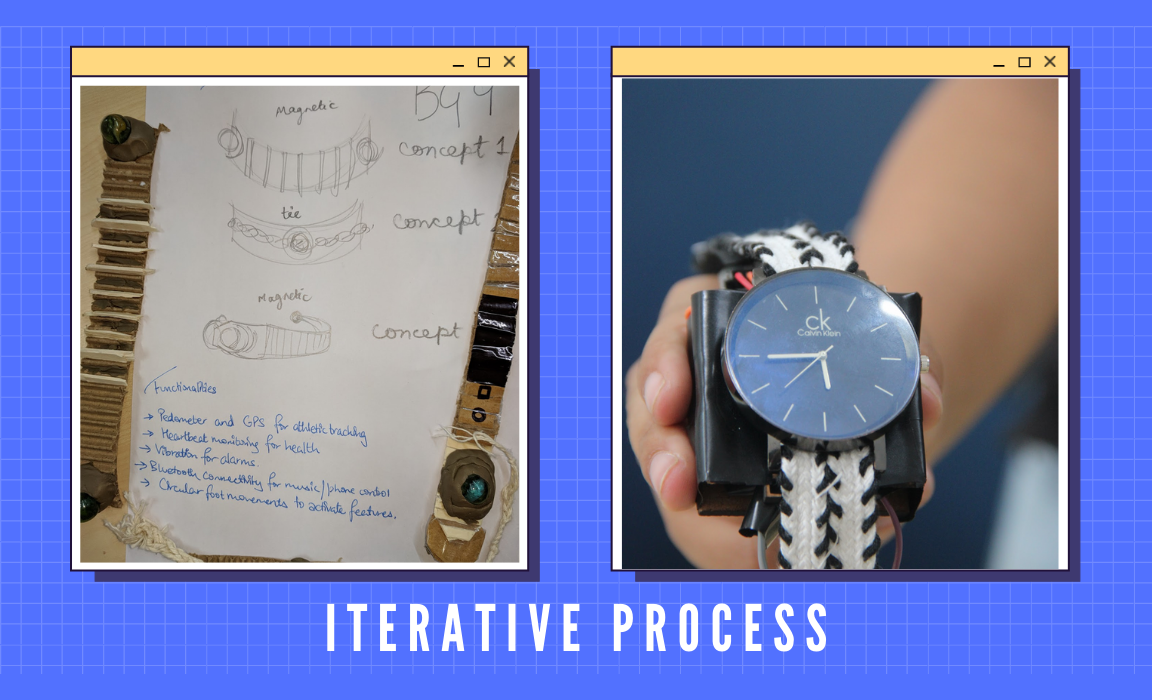 Magnetic
concept 1
tie
concept
Magnetic
Concept
Functionalities
→ Pedometer and GPS for athletic tracking
→ Heartbeat monitoring for health
→ Vibration for alarms.
→ Bluetooth connectivity for music/phone control
→ Circular foot movements to activate features.
ck
Calvin Klein
ITERATIVE PROCESS